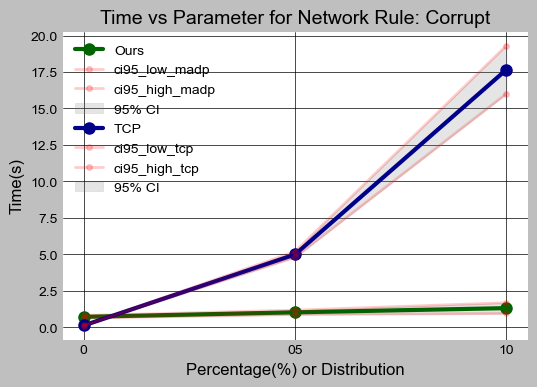 Time vs Parameter for Network Rule: Corrupt
20.0
17.5
15.0
12.5
10.0
7.5
5.0
2.5
0.0
Time(s)
Ours
ci95_low_madp
ci95_high_madp
95% CI
TCP
ci95_low_tcp
ci95_high_tcp
95% CI
0
05
10
Percentage(%) or Distribution